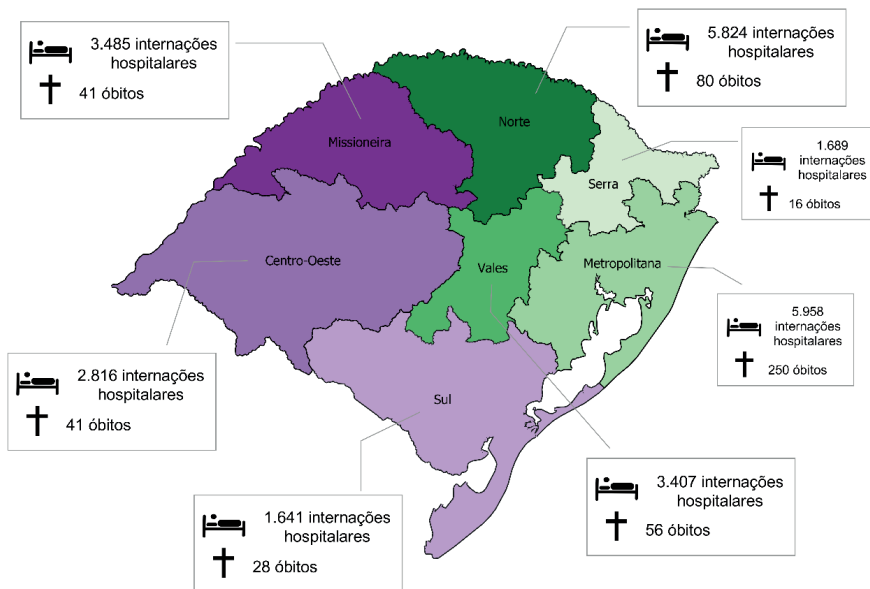 3.485 internações
hospitalares
41 óbitos
5.824 internações
hospitalares
80 óbitos
1.689
internações
hospitalares
16 óbitos
Missioneira
Norte
Serra
Centro-Oeste
Vales
Metropolitana
Sul
5.958
internações
hospitalares
250 óbitos
2.816 internações
hospitalares
41 óbitos
3.407 internações
hospitalares
56 óbitos
1.641 internações
hospitalares
28 óbitos